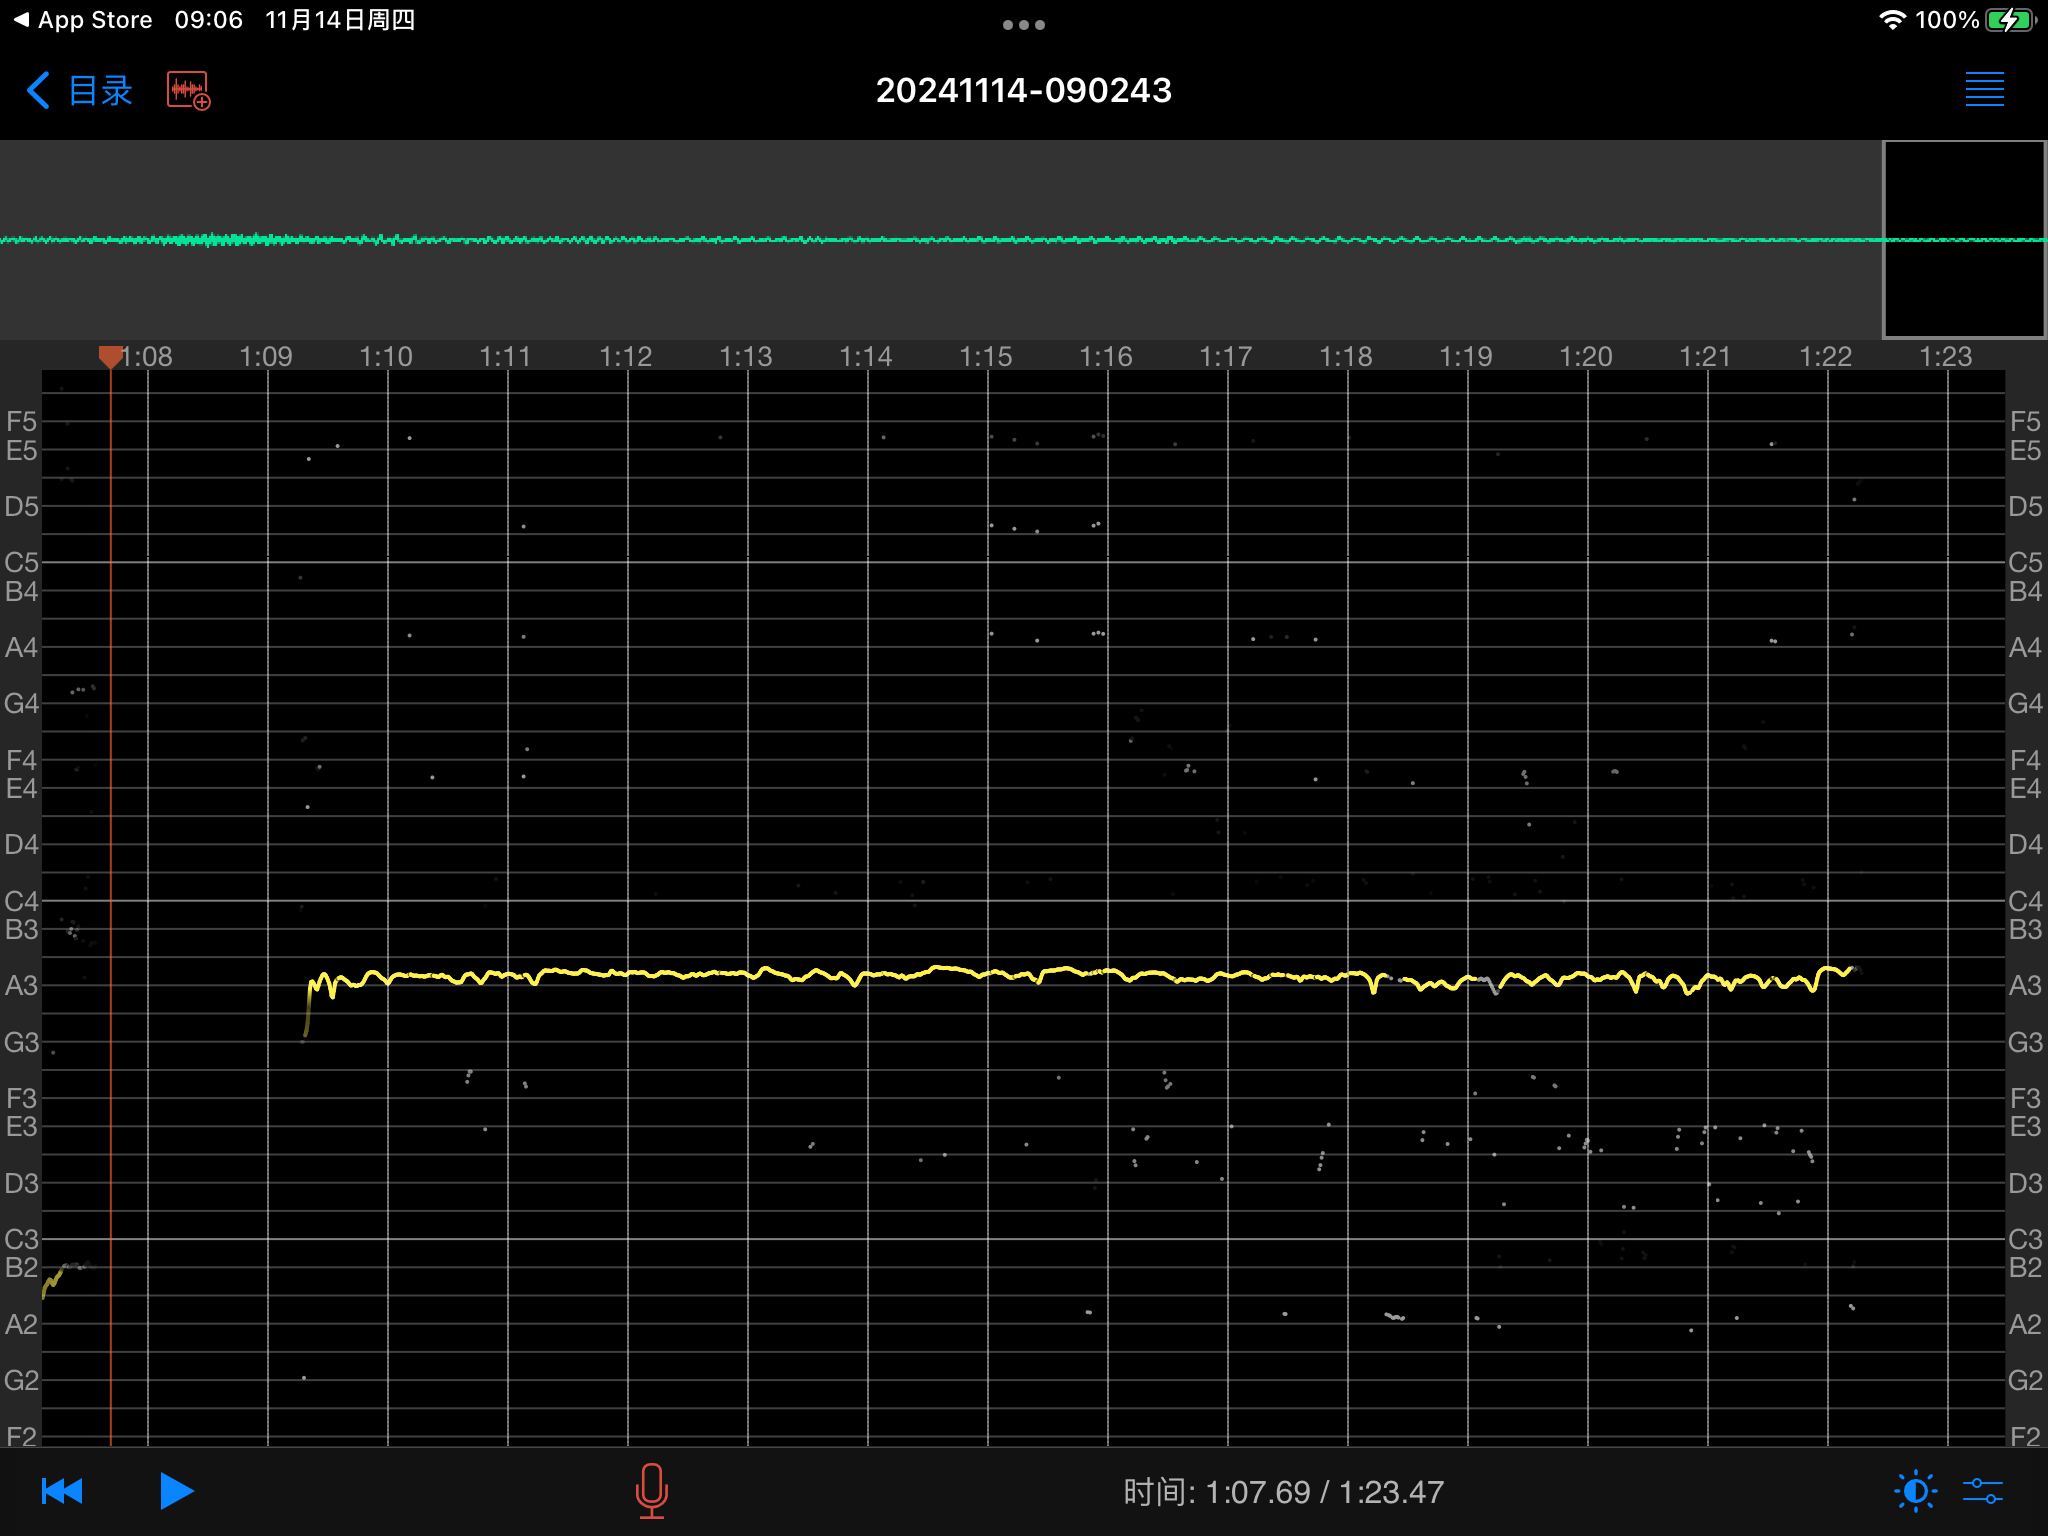 App Store 09:06 11月14日周四 100%
目录 20241114-090243
1:08 1:09 1:10 1:11 1:12 1:13 1:14 1:15 1:16 1:17 1:18 1:19 1:20 1:21 1:22 1:23
F5 F5
E5 E5
D5 D5
C5 C5
B4 B4
A4 A4
G4 G4
F4 F4
E4 E4
D4 D4
C4 C4
B3 B3
A3 A3
G3 G3
F3 F3
E3 E3
D3 D3
C3 C3
B2 B2
A2 A2
G2 G2
F2 F2
时间: 1:07.69 / 1:23.47